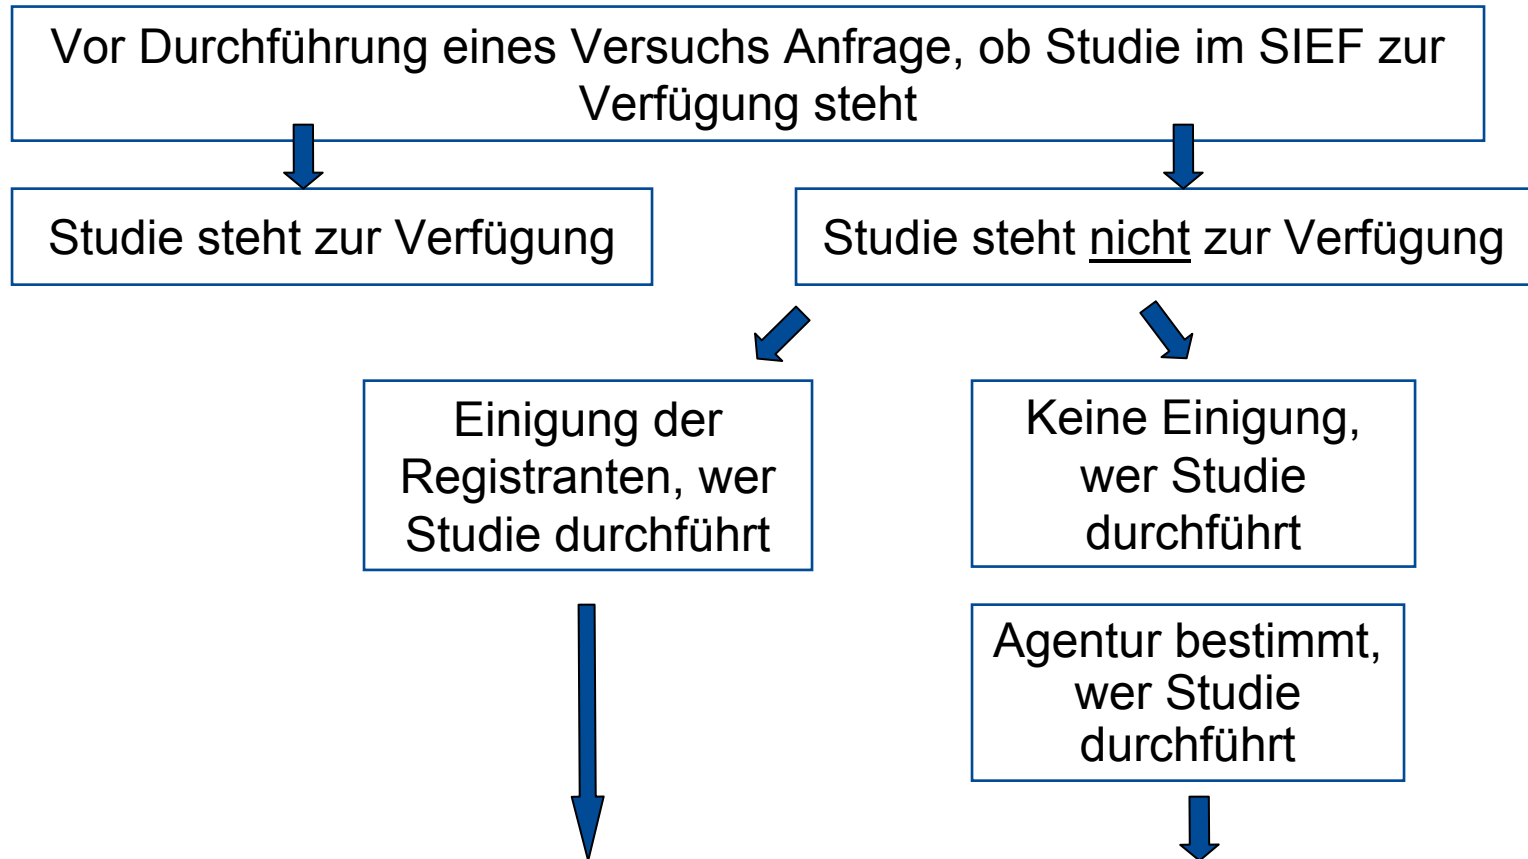 Vor Durchführung eines Versuchs Anfrage, ob Studie im SIEF zur
Verfügung steht
Studie steht zur Verfügung
Studie steht nicht zur Verfügung
Einigung der
Registranten, wer
Studie durchführt
Keine Einigung,
wer Studie
durchführt
Agentur bestimmt,
wer Studie
durchführt